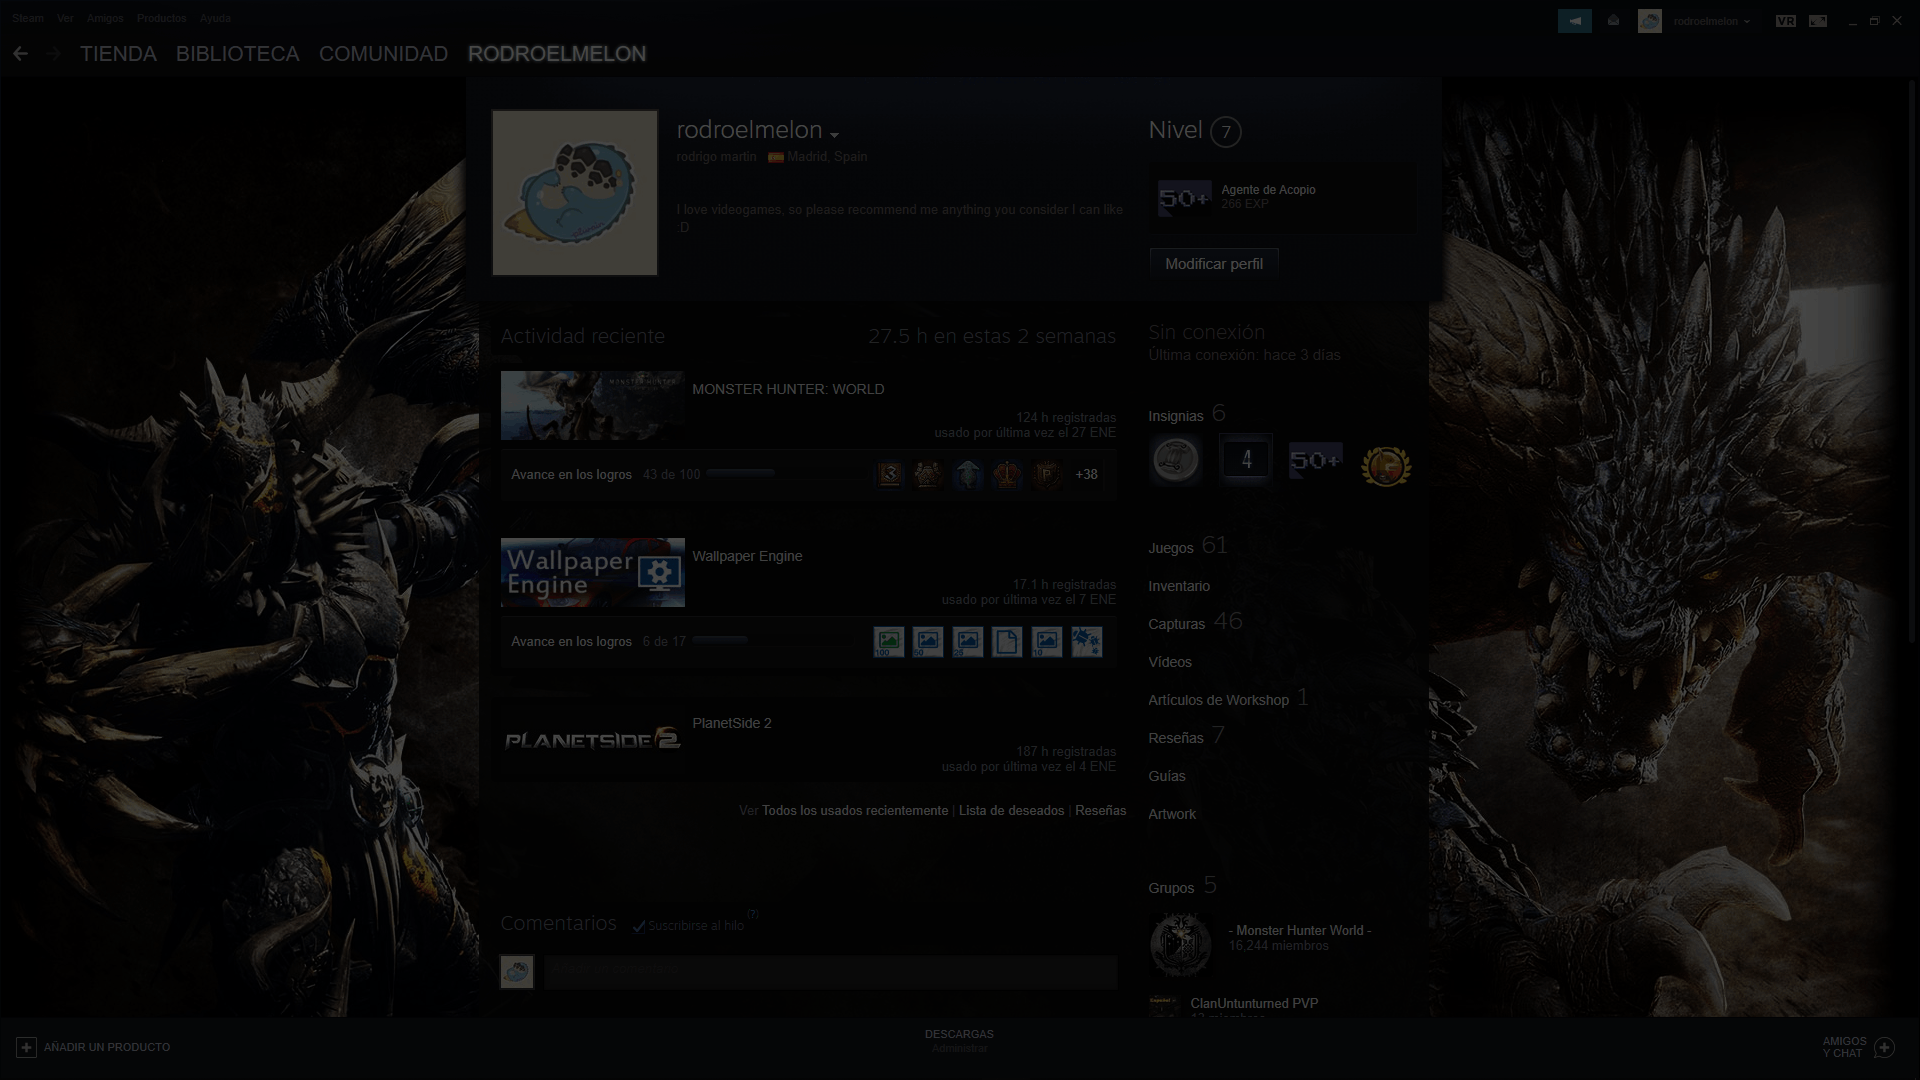 Steam Ver Amigos Productos Ayuda
rodroelmelon VR
TIENDA BIBLIOTECA COMUNIDAD RODROELMELON
rodroelmelon
rodrigo martin Madrid, Spain
I love videogames, so please recommend me anything you consider I can like
:D
Nivel 7
50+ Agente de Acopio
266 EXP
Modificar perfil
Actividad reciente 27.5 h en estas 2 semanas
MONSTER HUNTER: WORLD
124 h registradas
usado por última vez el 27 ENE
Avance en los logros 43 de 100 +38
Wallpaper Engine
Wallpaper Engine
17.1 h registradas
usado por última vez el 7 ENE
Avance en los logros 6 de 17
100 50 25 10
PLANETSIDE 2
PlanetSide 2
187 h registradas
usado por última vez el 4 ENE
Ver Todos los usados recientemente | Lista de deseados | Reseñas
Comentarios Suscribirse al hilo (?)
Sin conexión
Última conexión: hace 3 días
Insignias 6
4 50+
Juegos 61
Inventario
Capturas 46
Vídeos
Artículos de Workshop 1
Reseñas 7
Guías
Artwork
Grupos 5
- Monster Hunter World -
16,244 miembros
ClanUntunturned PVP
AÑADIR UN PRODUCTO
DESCARGAS
Administrar
AMIGOS
Y CHAT